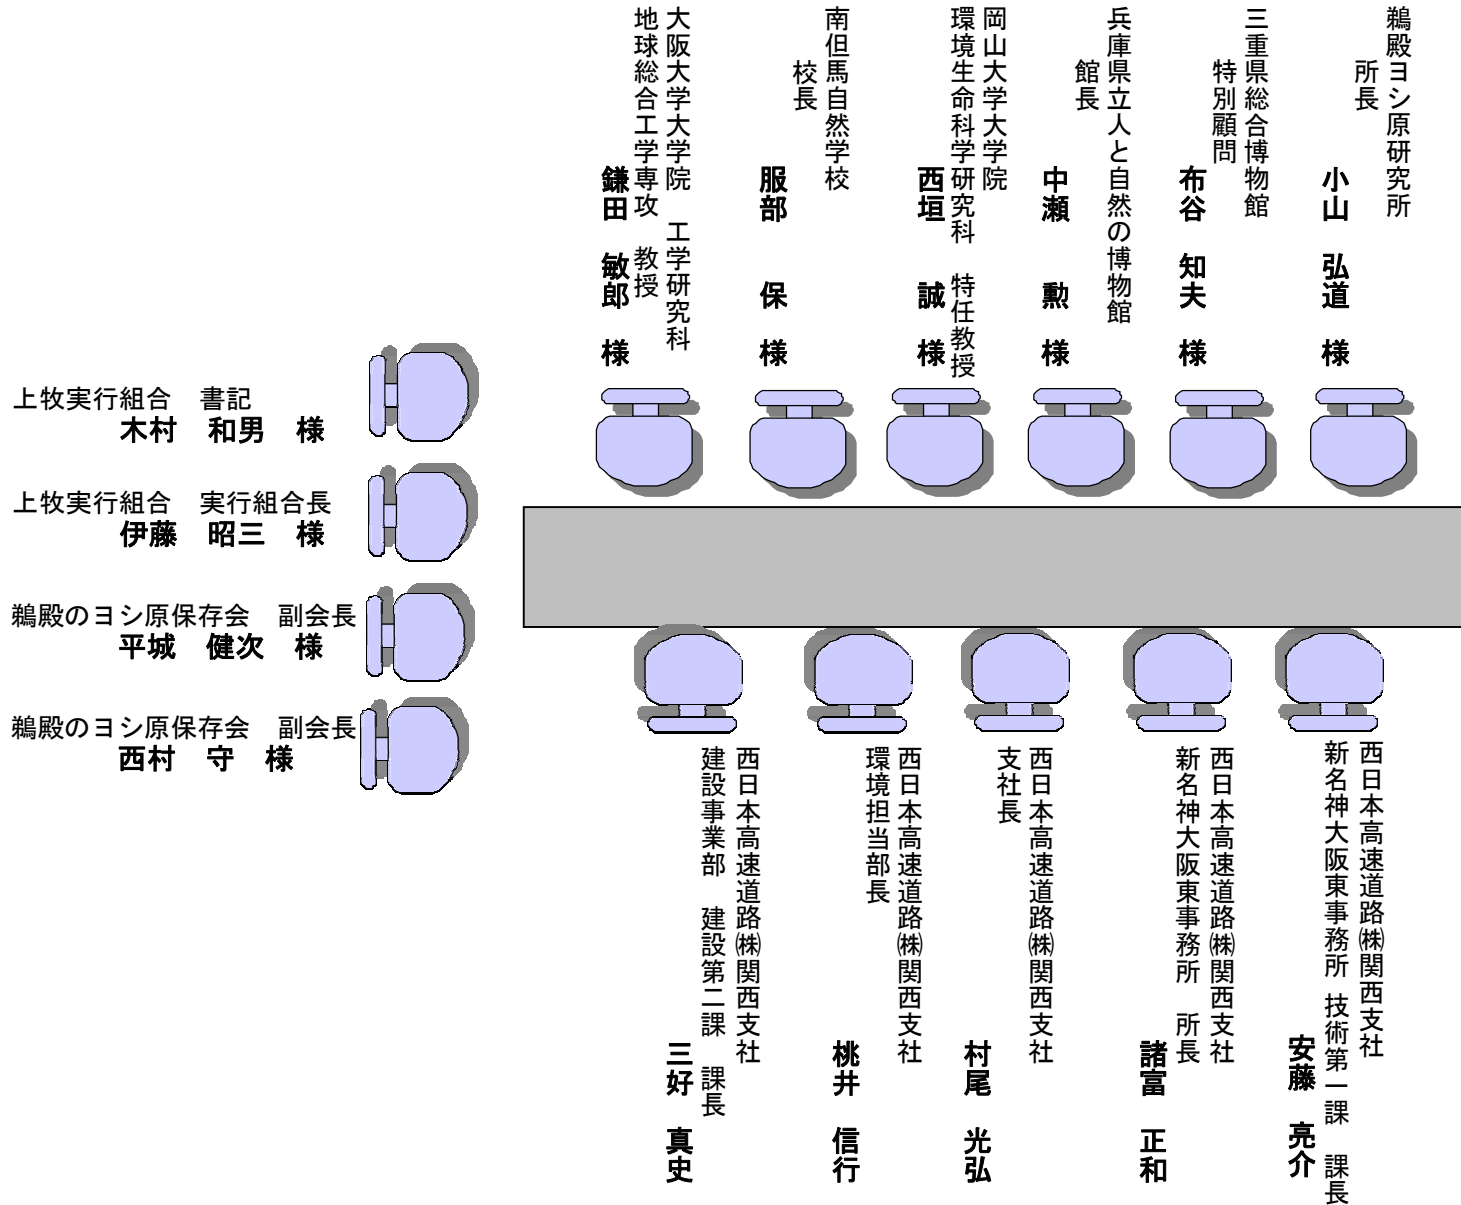 鵜殿ヨシ原研究所
所長
小山　弘道　様
三重県総合博物館
特別顧問
布谷　知夫　様
兵庫県立人と自然の博物館
館長
中瀬　　勲　様
岡山大学大学院
環境生命科学研究科　特任教授
西垣　　誠　様
南但馬自然学校
校長
服部　　保　様
大阪大学大学院　工学研究科
地球総合工学専攻　教授
鎌田　敏郎　様
上牧実行組合　書記
木村　和男　様
上牧実行組合　実行組合長
伊藤　昭三　様
鵜殿のヨシ原保存会　副会長
平城　健次　様
鵜殿のヨシ原保存会　副会長
西村　守　様
西日本高速道路㈱関西支社
新名神大阪東事務所　技術第一課　課長
安藤　亮介
西日本高速道路㈱関西支社
新名神大阪東事務所　所長
諸富　正和
西日本高速道路㈱関西支社
支社長
村尾　光弘
西日本高速道路㈱関西支社
環境担当部長
桃井　信行
西日本高速道路㈱関西支社
建設事業部　建設第二課　課長
三好　真史